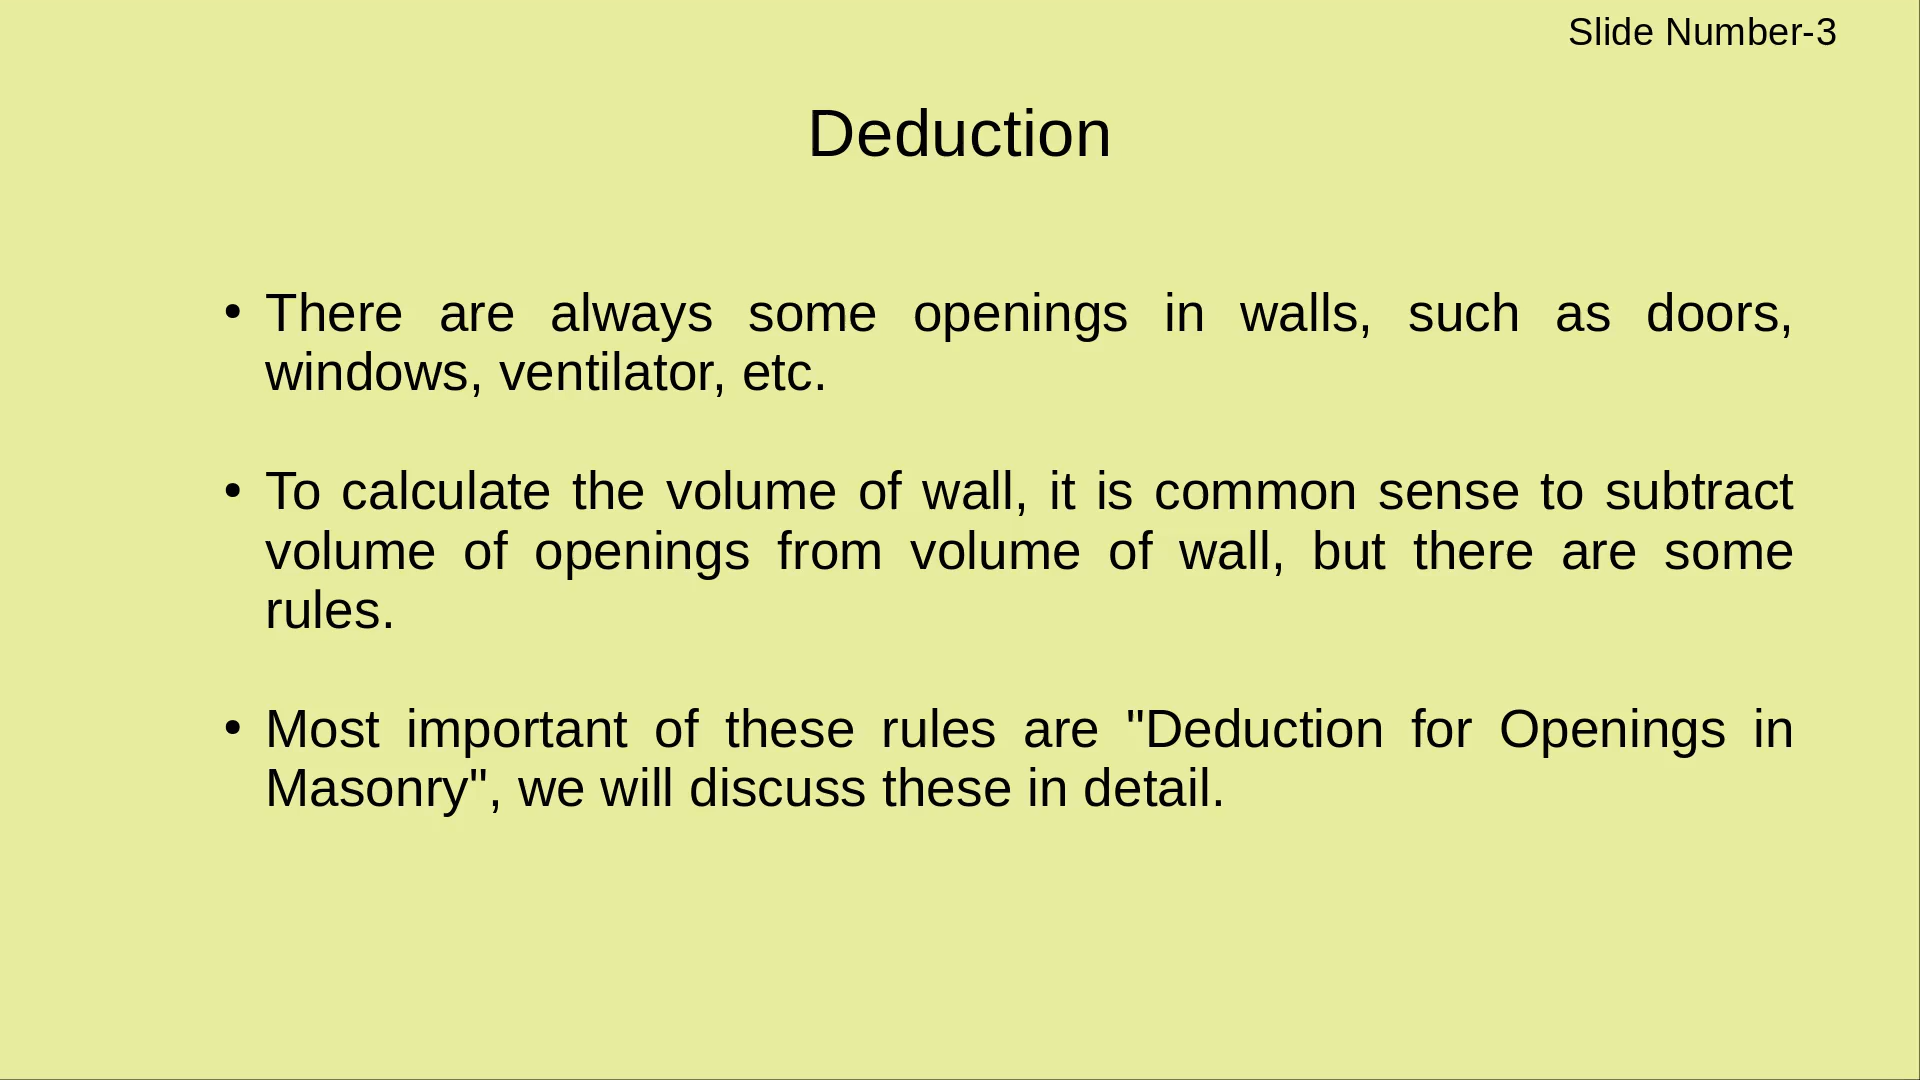 Slide Number-3
Deduction
• There are always some openings in walls, such as doors,
windows, ventilator, etc.
• To calculate the volume of wall, it is common sense to subtract
volume of openings from volume of wall, but there are some
rules.
• Most important of these rules are "Deduction for Openings in
Masonry", we will discuss these in detail.